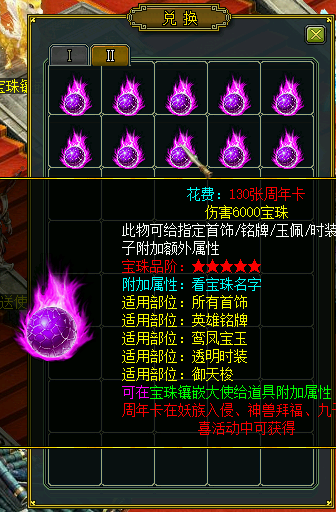 兑换
I
II
宝珠镶
花费：130张周年卡
伤害6000宝珠
此物可给指定首饰/铭牌/玉佩/时装
子附加额外属性
宝珠品阶：★★★★★
附加属性：看宝珠名字
送使
适用部位：所有首饰
适用部位：英雄铭牌
适用部位：鸾凤宝玉
适用部位：透明时装
适用部位：御天梭
可在宝珠镶嵌大使给道具附加属性
周年卡在妖族入侵、神兽拜福、九
喜活动中可获得